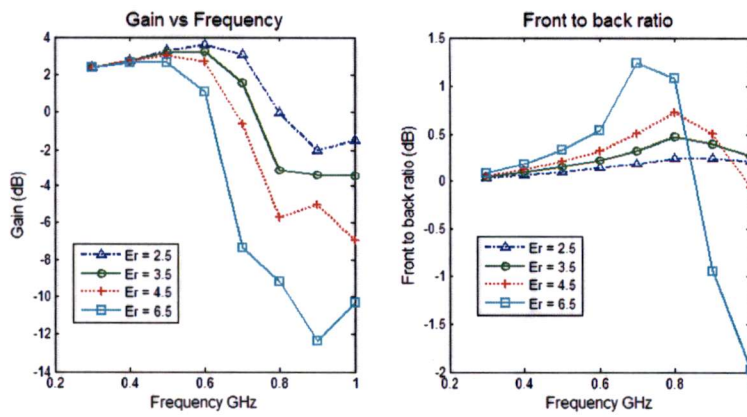 Gain vs Frequency
4
2
0
-2
-4
-6
-8
-10
-12
-14
Gain (dB)
Er = 2.5
Er = 3.5
Er = 4.5
Er = 6.5
0.2
0.4
0.6
0.8
1
Frequency GHz
Front to back ratio
1.5
1
0.5
0
-0.5
-1
-1.5
-2
Front to back ratio (dB)
Er = 2.5
Er = 3.5
Er = 4.5
Er = 6.5
0.2
0.4
0.6
0.8
Frequency GHz